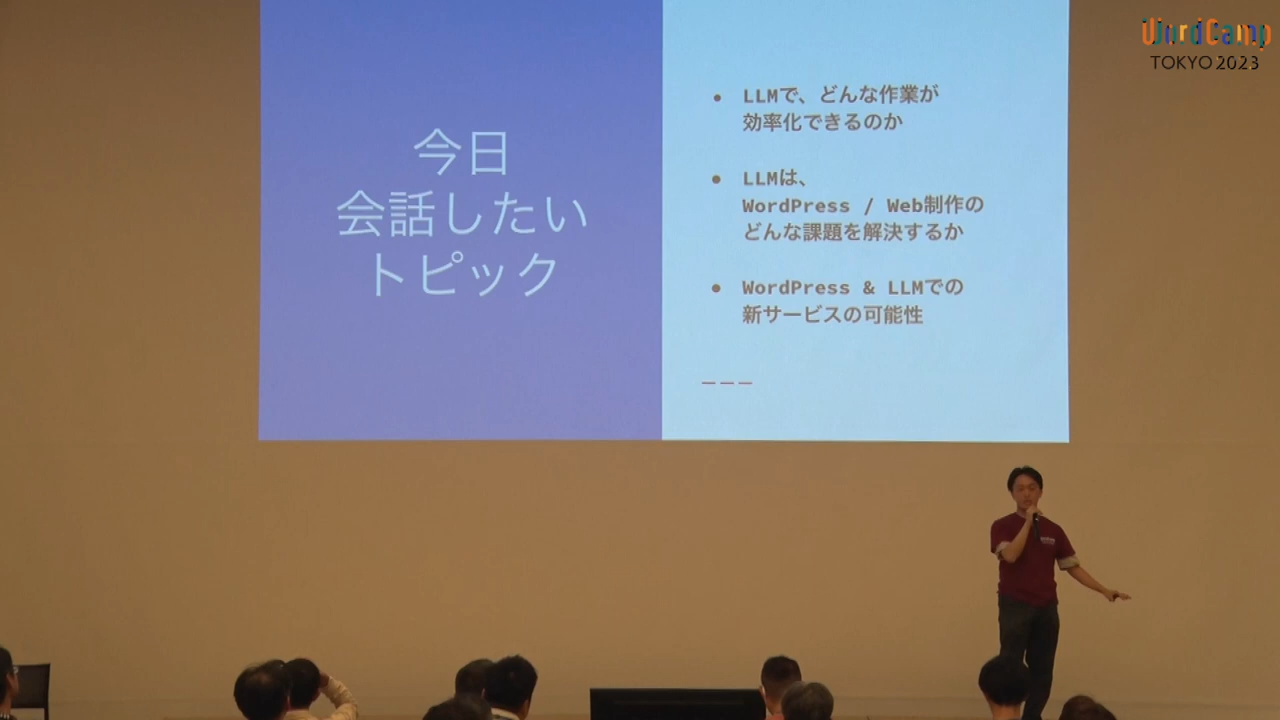 WordCamp
TOKYO 2023
今日
会話したい
トピック
• LLMで、どんな作業が
効率化できるのか
• LLMは、
WordPress / Web制作の
どんな課題を解決するか
• WordPress & LLMでの
新サービスの可能性